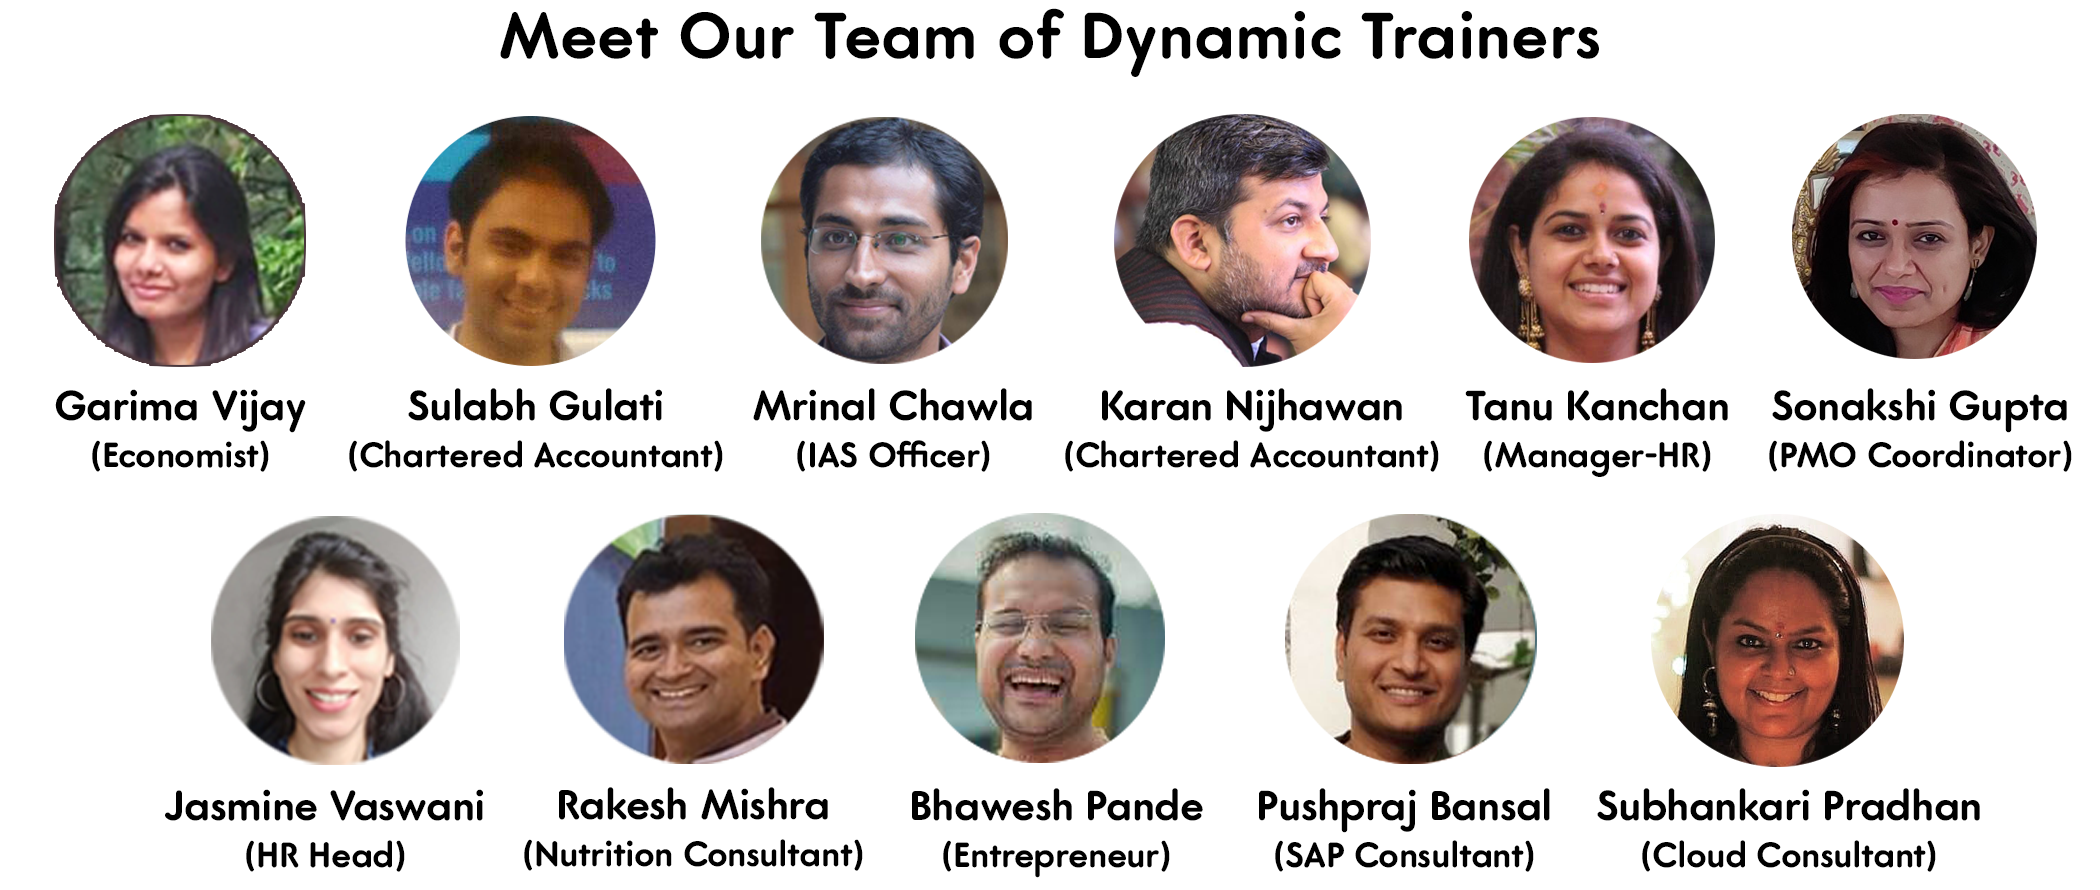 Meet Our Team of Dynamic Trainers
on
to
Garima Vijay
(Economist)
Sulabh Gulati
(Chartered Accountant)
Mrinal Chawla
(IAS Officer)
Karan Nijhawan
(Chartered Accountant)
Tanu Kanchan
(Manager-HR)
Sonakshi Gupta
(PMO Coordinator)
Jasmine Vaswani
(HR Head)
Rakesh Mishra
(Nutrition Consultant)
Bhawesh Pande
(Entrepreneur)
Pushpraj Bansal
(SAP Consultant)
Subhankari Pradhan
(Cloud Consultant)